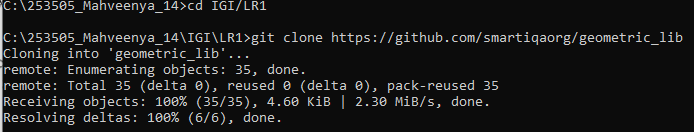 C:\253505_Mahveenya_14>cd IGI/LR1
C:\253505_Mahveenya_14\IGI\LR1>git clone https://github.com/smartiqaorg/geometric_lib
Cloning into 'geometric_lib'...
remote: Enumerating objects: 35, done.
remote: Total 35 (delta 0), reused 0 (delta 0), pack-reused 35
Receiving objects: 100% (35/35), 4.60 KiB | 2.30 MiB/s, done.
Resolving deltas: 100% (6/6), done.